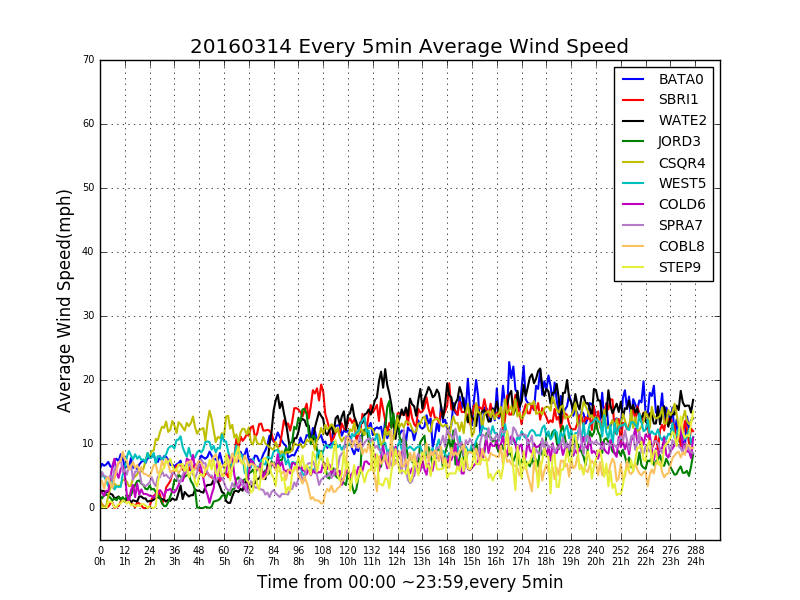 20160314 Every 5min Average Wind Speed
70
60
50
40
30
20
10
0
Average Wind Speed(mph)
BATA0
SBRI1
WATE2
JORD3
CSQR4
WEST5
COLD6
SPRA7
COBL8
STEP9
0 12 24 36 48 60 72 84 96 108 120 132 144 156 168 180 192 204 216 228 240 252 264 276 288
0h 1h 2h 3h 4h 5h 6h 7h 8h 9h 10h 11h 12h 13h 14h 15h 16h 17h 18h 19h 20h 21h 22h 23h 24h
Time from 00:00 ~23:59,every 5min